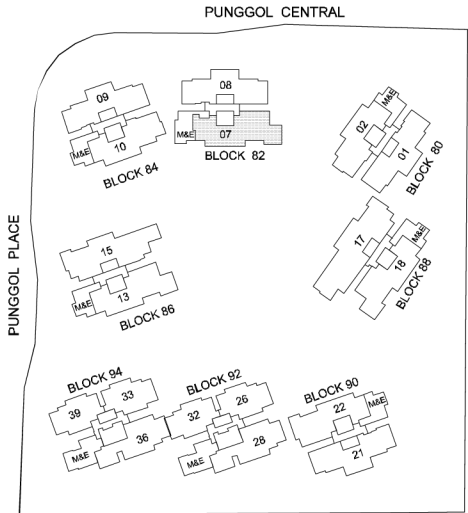 PUNGGOL CENTRAL
PUNGGOL PLACE
09
10
M&E
BLOCK 84
08
07
M&E
BLOCK 82
M&E
02
01
BLOCK 80
15
13
M&E
BLOCK 86
17
18
M&E
BLOCK 88
BLOCK 94
39
33
36
M&E
BLOCK 92
32
26
28
M&E
BLOCK 90
22
M&E
21